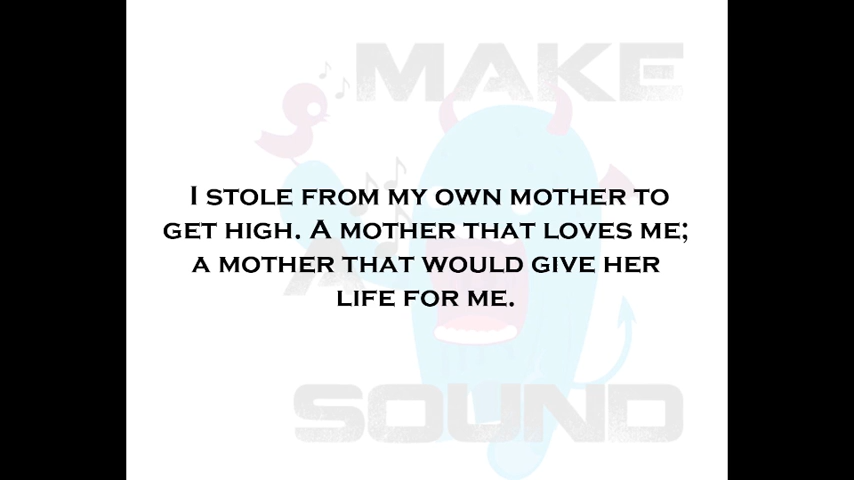 MAKE
I STOLE FROM MY OWN MOTHER TO
GET HIGH. A MOTHER THAT LOVES ME;
A MOTHER THAT WOULD GIVE HER
LIFE FOR ME.
A
SOUND